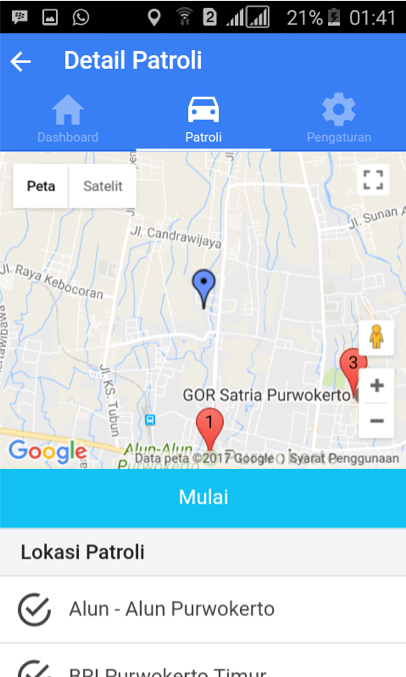 2 21% 01:41
Detail Patroli
Dashboard Patroli Pengaturan
Peta Satelit
Jl. Sunan A
Jl. Candrawijaya
Jl. Raya Kebocoran
Jl. KS. Tubun
3
GOR Satria Purwokerto
1
Google
Alun-Alun
Purwokerto
Data peta ©2017 Google Syarat Penggunaan
Mulai
Lokasi Patroli
Alun - Alun Purwokerto
BRI Purwokerto Timur